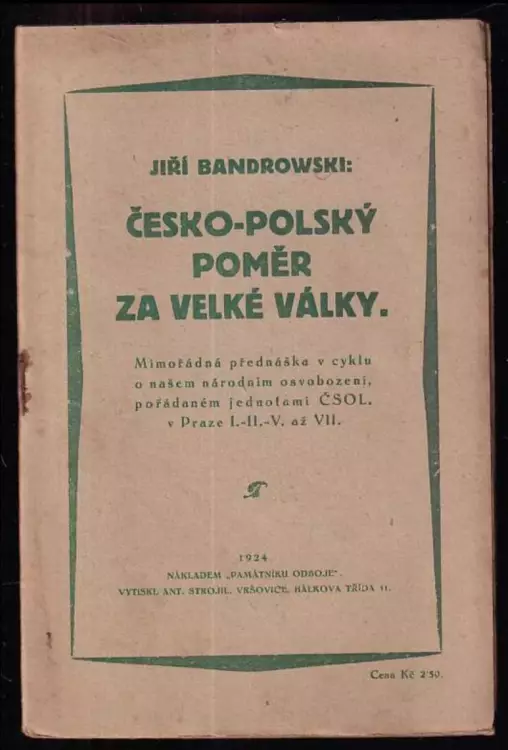 JIŘÍ BANDROWSKI:
ČESKO-POLSKÝ
POMĚR
ZA VELKÉ VÁLKY.
Mimořádná přednáška v cyklu
o našem národním osvobození,
pořádaném jednotami ČSOL.
v Praze I.-II.-V. až VII.
1924
NÁKLADEM „PAMÁTNÍKU ODBOJE".
VYTISKL ANT. STROJIL, VRŠOVICE, HÁLKOVA TŘÍDA 11.
Cena Kč 2'50.